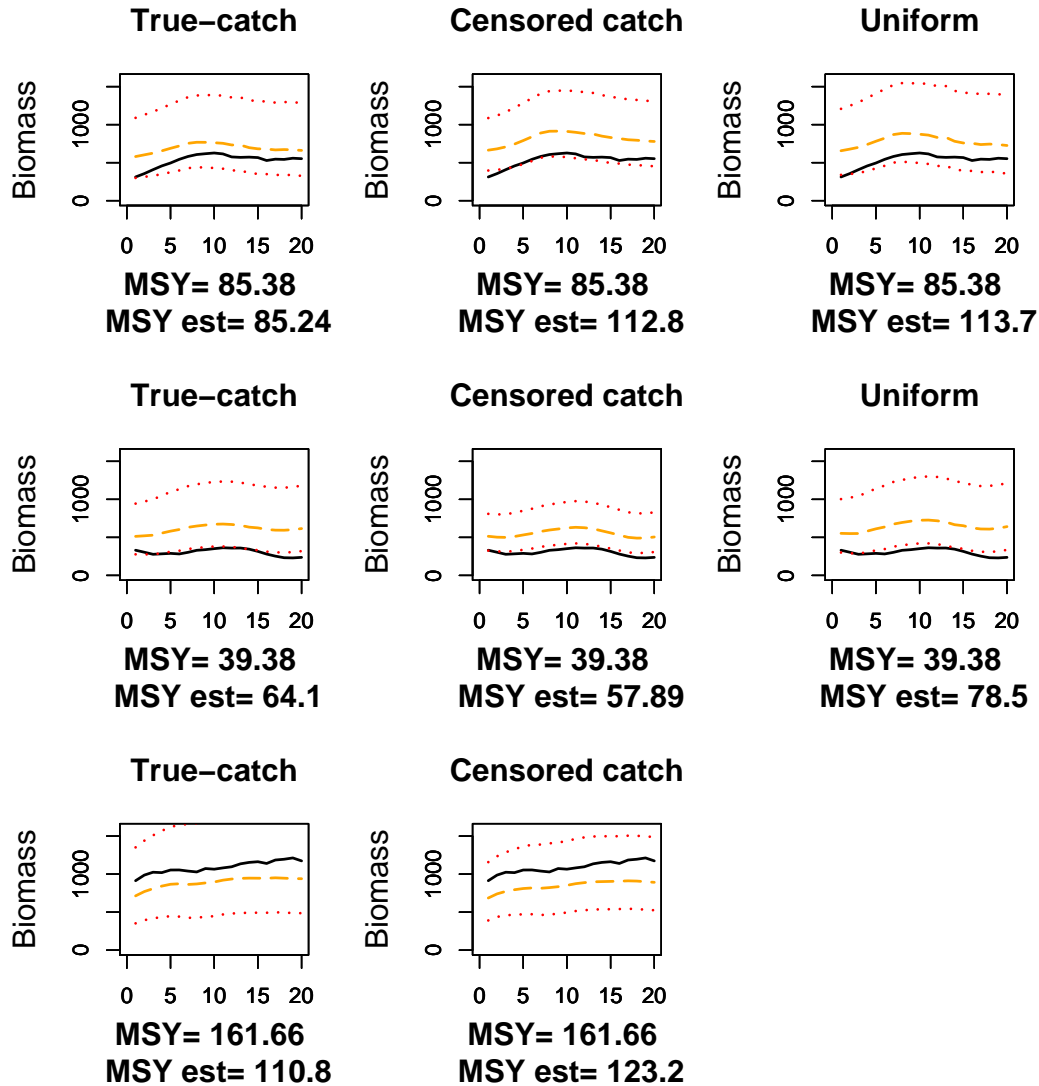 True−catch
Censored catch
Uniform
Biomass
0
1000
0 5 10 15 20
MSY= 85.38
MSY est= 85.24
Biomass
0
1000
0 5 10 15 20
MSY= 85.38
MSY est= 112.8
Biomass
0
1000
0 5 10 15 20
MSY= 85.38
MSY est= 113.7
True−catch
Censored catch
Uniform
Biomass
0
1000
0 5 10 15 20
MSY= 39.38
MSY est= 64.1
Biomass
0
1000
0 5 10 15 20
MSY= 39.38
MSY est= 57.89
Biomass
0
1000
0 5 10 15 20
MSY= 39.38
MSY est= 78.5
True−catch
Censored catch
Biomass
0
1000
0 5 10 15 20
MSY= 161.66
MSY est= 110.8
Biomass
0
1000
0 5 10 15 20
MSY= 161.66
MSY est= 123.2